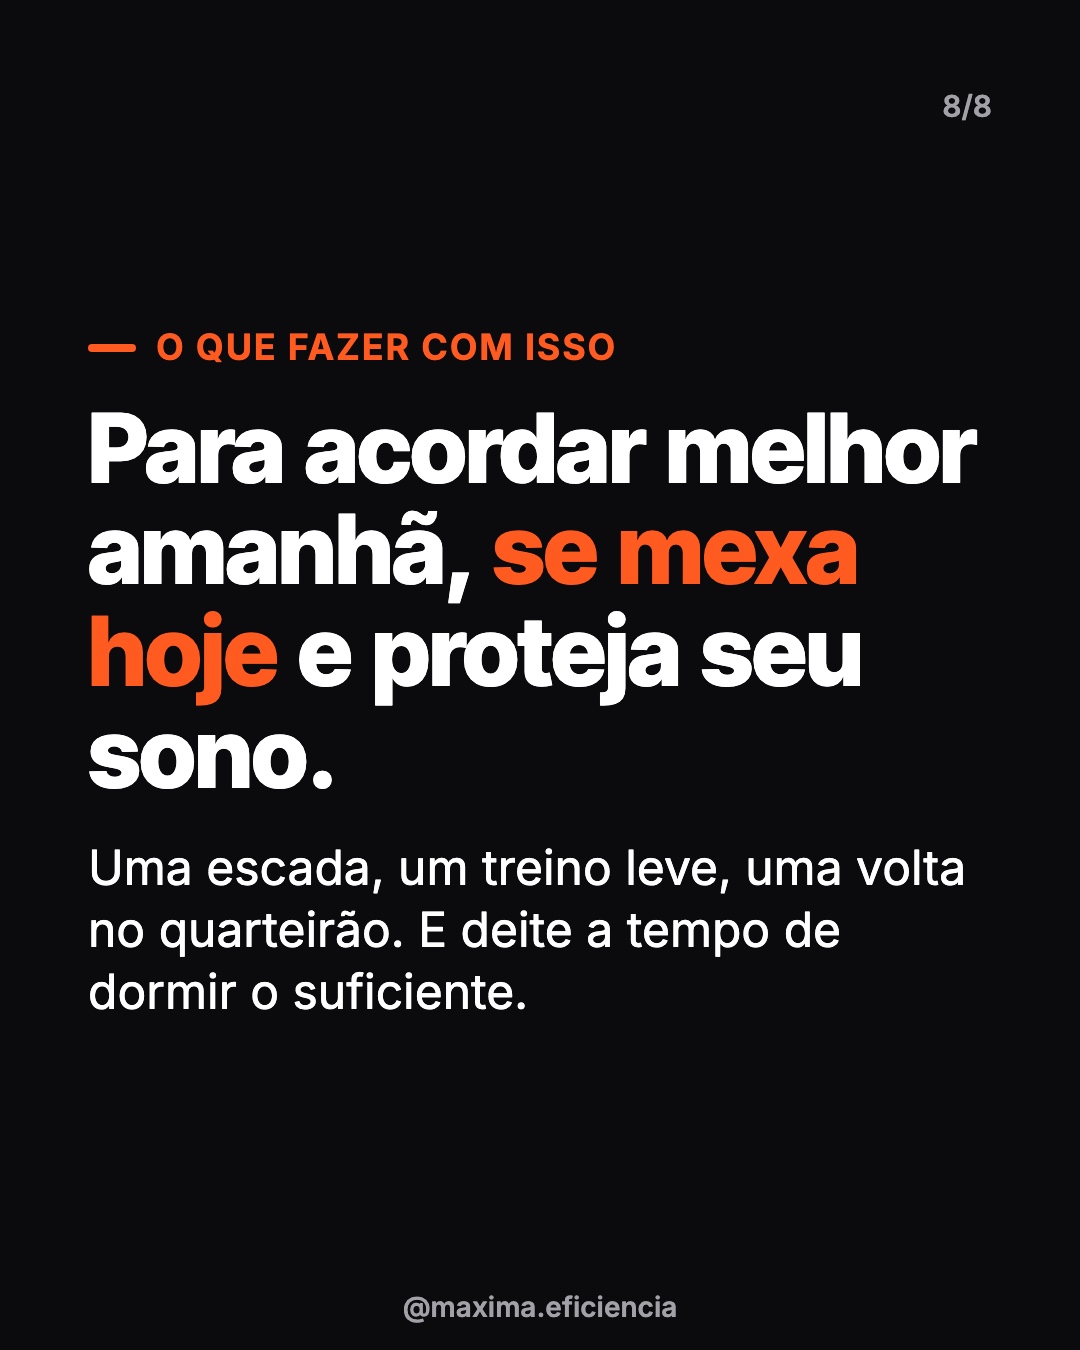 8/8
O QUE FAZER COM ISSO
Para acordar melhor
amanhã, se mexa
hoje e proteja seu
sono.
Uma escada, um treino leve, uma volta
no quarteirão. E deite a tempo de
dormir o suficiente.
@maxima.eficiencia